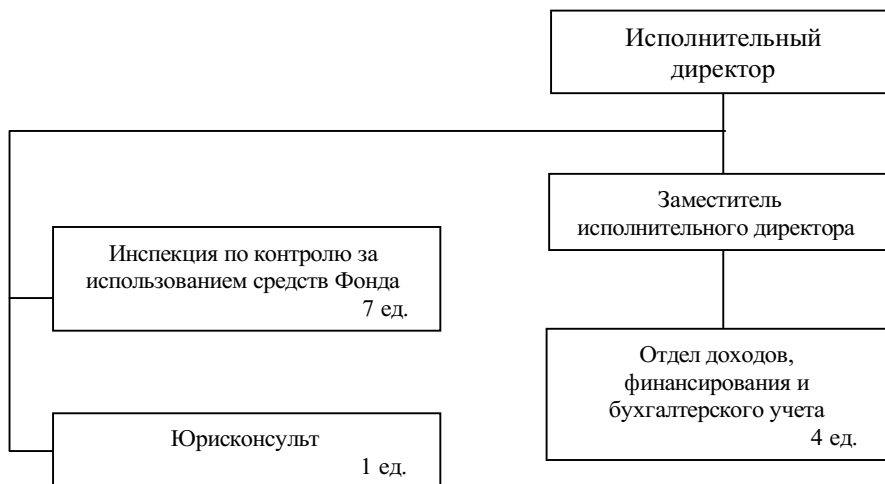 Исполнительный
директор
Заместитель
исполнительного директора
Инспекция по контролю за
использованием средств Фонда
7 ед.
Отдел доходов,
финансирования и
бухгалтерского учета
4 ед.
Юрисконсульт
1 ед.